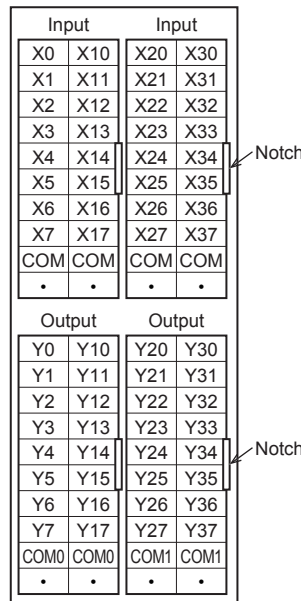 Input Input
X0 X10 X20 X30
X1 X11 X21 X31
X2 X12 X22 X32
X3 X13 X23 X33
X4 X14 X24 X34 Notch
X5 X15 X25 X35
X6 X16 X26 X36
X7 X17 X27 X37
COM COM COM COM
• • • •
Output Output
Y0 Y10 Y20 Y30
Y1 Y11 Y21 Y31
Y2 Y12 Y22 Y32
Y3 Y13 Y23 Y33
Y4 Y14 Y24 Y34 Notch
Y5 Y15 Y25 Y35
Y6 Y16 Y26 Y36
Y7 Y17 Y27 Y37
COM0 COM0 COM1 COM1
• • • •